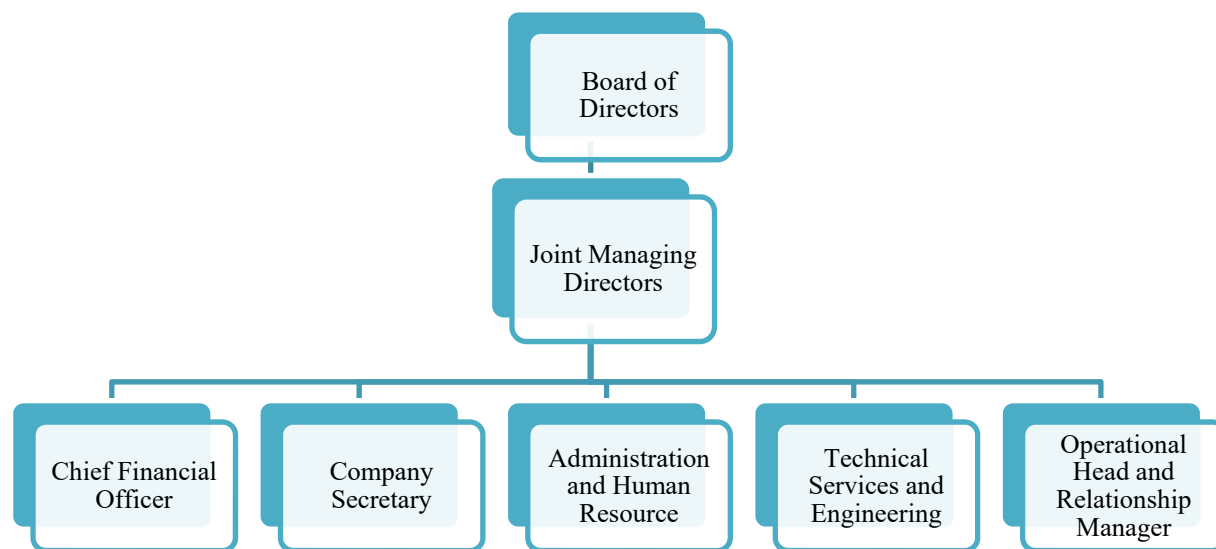 Board of
Directors
Joint Managing
Directors
Chief Financial
Officer
Company
Secretary
Administration
and Human
Resource
Technical
Services and
Engineering
Operational
Head and
Relationship
Manager